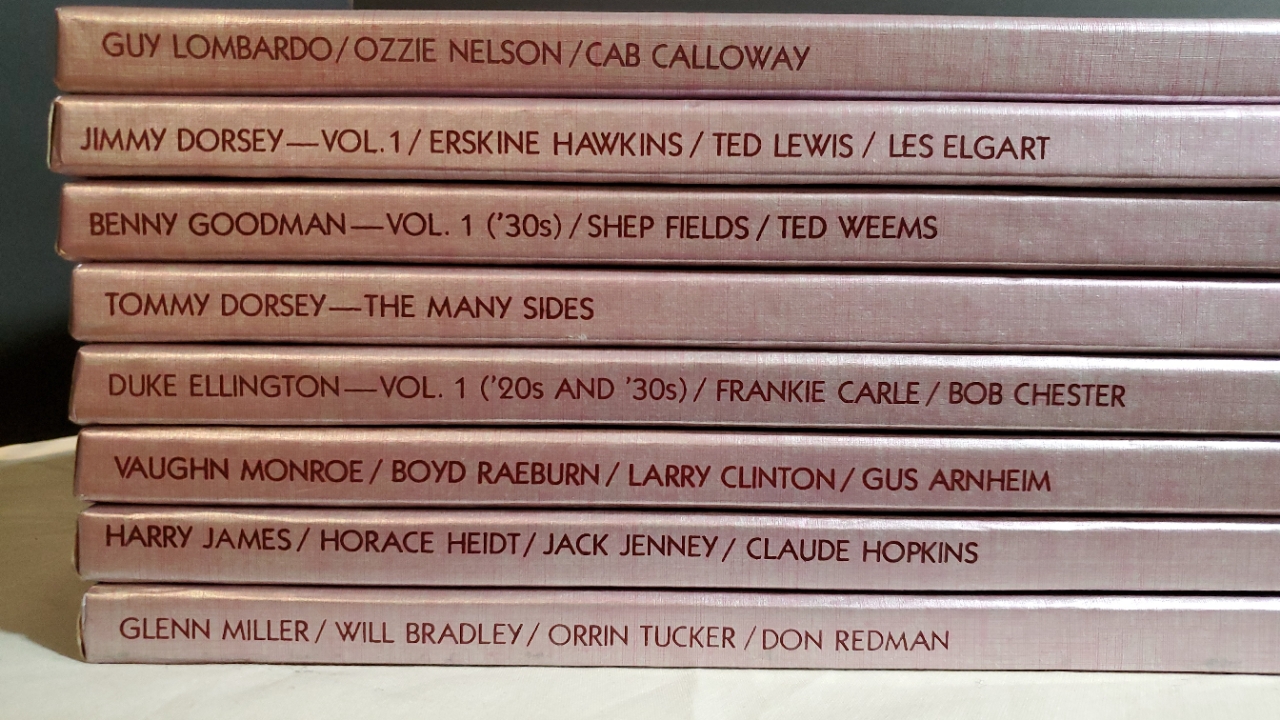 GUY LOMBARDO/OZZIE NELSON/CAB CALLOWAY
JIMMY DORSEY—VOL.1/ERSKINE HAWKINS/TED LEWIS/LES ELGART
BENNY GOODMAN—VOL. 1 ('30s)/SHEP FIELDS/TED WEEMS
TOMMY DORSEY—THE MANY SIDES
DUKE ELLINGTON—VOL. 1 ('20s AND '30s)/FRANKIE CARLE/BOB CHESTER
VAUGHN MONROE/BOYD RAEBURN/LARRY CLINTON/GUS ARNHEIM
HARRY JAMES/HORACE HEIDT/JACK JENNEY/CLAUDE HOPKINS
GLENN MILLER/WILL BRADLEY/ORRIN TUCKER/DON REDMAN